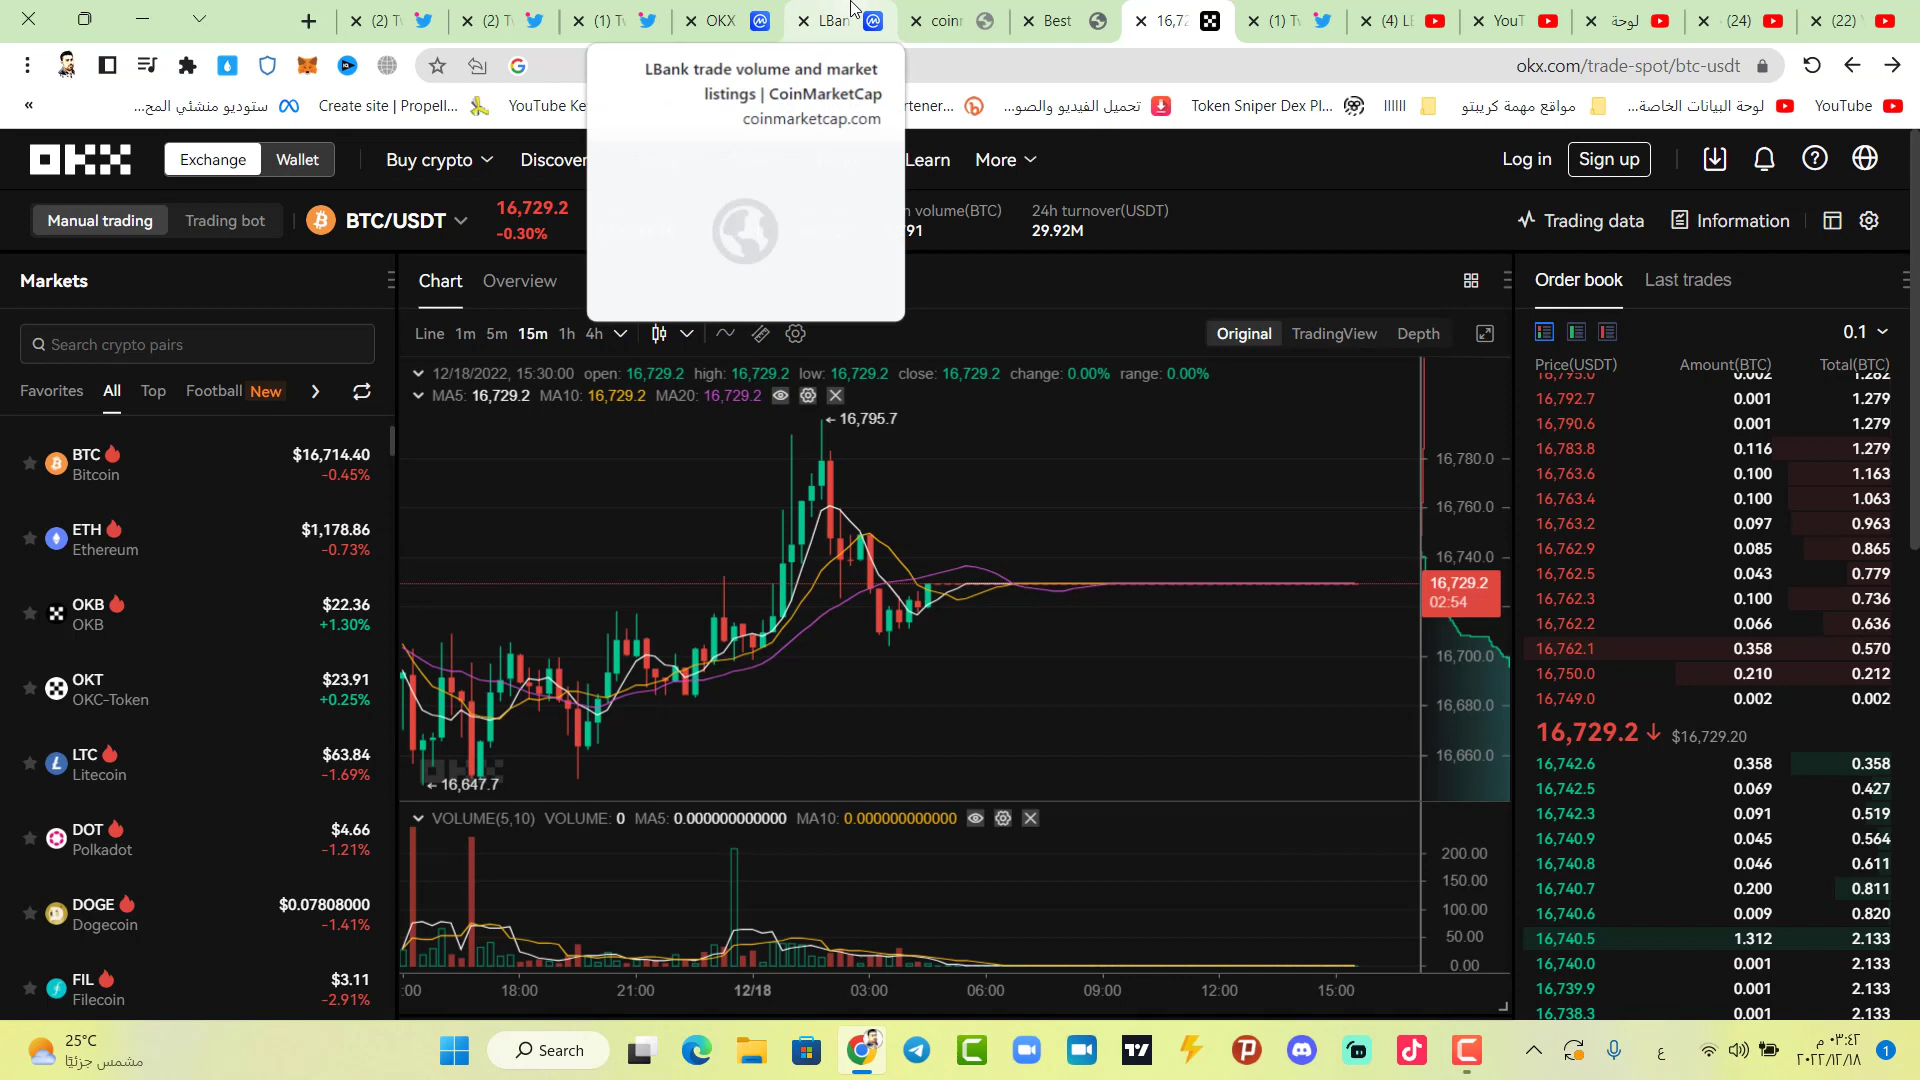 (2) Tv
(2) Tv
(1) Tv
OKX
LBan
coinr
Best
16,72
(1) Tv
(4) LE
YouT
لوحة
(24)
(22)
okx.com/trade-spot/btc-usdt
«
ستوديو منشئي المح...
Create site | Propell...
YouTube Ke
rtener...
تحميل الفيديو والصو...
Token Sniper Dex Pl...
مواقع مهمة كريبتو
لوحة البيانات الخاصة...
YouTube
LBank trade volume and market
listings | CoinMarketCap
coinmarketcap.com
OKX
Exchange
Wallet
Buy crypto
Discover
Learn
More
Log in
Sign up
Manual trading
Trading bot
BTC/USDT
16,729.2
-0.30%
volume(BTC)
91
24h turnover(USDT)
29.92M
Trading data
Information
Markets
Search crypto pairs
Favorites
All
Top
Football
New
BTC
Bitcoin
$16,714.40
-0.45%
ETH
Ethereum
$1,178.86
-0.73%
OKB
OKB
$22.36
+1.30%
OKT
OKC-Token
$23.91
+0.25%
LTC
Litecoin
$63.84
-1.69%
DOT
Polkadot
$4.66
-1.21%
DOGE
Dogecoin
$0.07808000
-1.41%
FIL
Filecoin
$3.11
-2.91%
Chart
Overview
Line 1m 5m 15m 1h 4h
Original
TradingView
Depth
12/18/2022, 15:30:00 open: 16,729.2 high: 16,729.2 low: 16,729.2 close: 16,729.2 change: 0.00% range: 0.00%
MA5: 16,729.2 MA10: 16,729.2 MA20: 16,729.2
16,795.7
16,780.0
16,760.0
16,740.0
16,729.2
02:54
16,700.0
16,680.0
16,660.0
OKX
16,647.7
VOLUME(5,10) VOLUME: 0 MA5: 0.000000000000 MA10: 0.000000000000
200.00
150.00
100.00
50.00
0.00
:00 18:00 21:00 12/18 03:00 06:00 09:00 12:00 15:00
Order book
Last trades
0.1
Price(USDT) Amount(BTC) Total(BTC)
16,795.0 0.002 1.282
16,792.7 0.001 1.279
16,790.6 0.001 1.279
16,783.8 0.116 1.279
16,763.6 0.100 1.163
16,763.4 0.100 1.063
16,763.2 0.097 0.963
16,762.9 0.085 0.865
16,762.5 0.043 0.779
16,762.3 0.100 0.736
16,762.2 0.066 0.636
16,762.1 0.358 0.570
16,750.0 0.210 0.212
16,749.0 0.002 0.002
16,729.2 $16,729.20
16,742.6 0.358 0.358
16,742.5 0.069 0.427
16,742.3 0.091 0.519
16,740.9 0.045 0.564
16,740.8 0.046 0.611
16,740.7 0.200 0.811
16,740.6 0.009 0.820
16,740.5 1.312 2.133
16,740.0 0.001 2.133
16,739.9 0.001 2.133
16,738.3 0.001 2.133
25°C
مشمس جزئيًا
Search
ع
٠٣:٤٢ م
٢٠٢٢/١٢/١٨
1